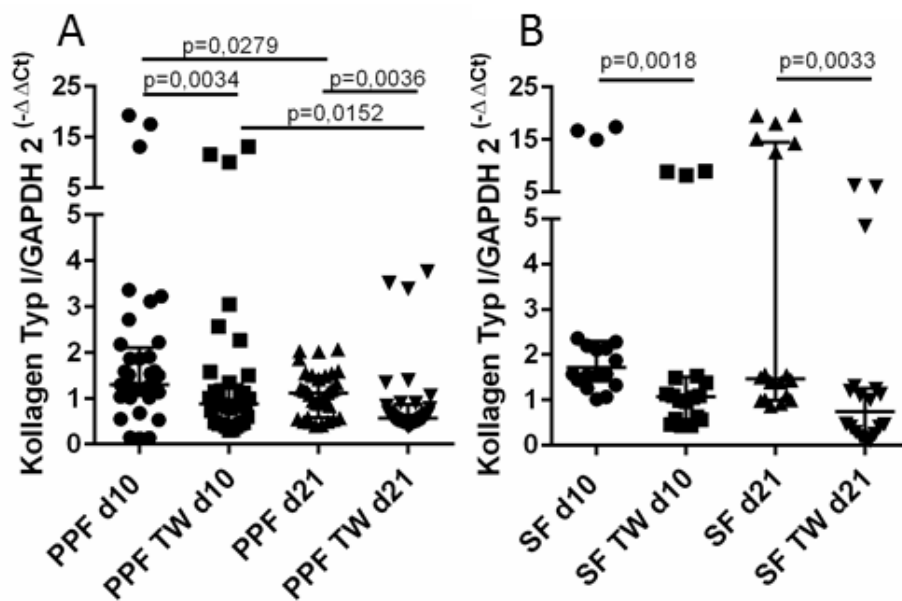 A
B
p=0,0279
p=0,0034
p=0,0036
p=0,0152
p=0,0018
p=0,0033
Kollagen Typ I/GAPDH 2 (-Δ ΔCt)
25
15
5
5
4
3
2
1
0
PPF d10
PPF TW d10
PPF d21
PPF TW d21
Kollagen Typ I/GAPDH 2 (-Δ ΔCt)
25
15
5
5
4
3
2
1
0
SF d10
SF TW d10
SF d21
SF TW d21